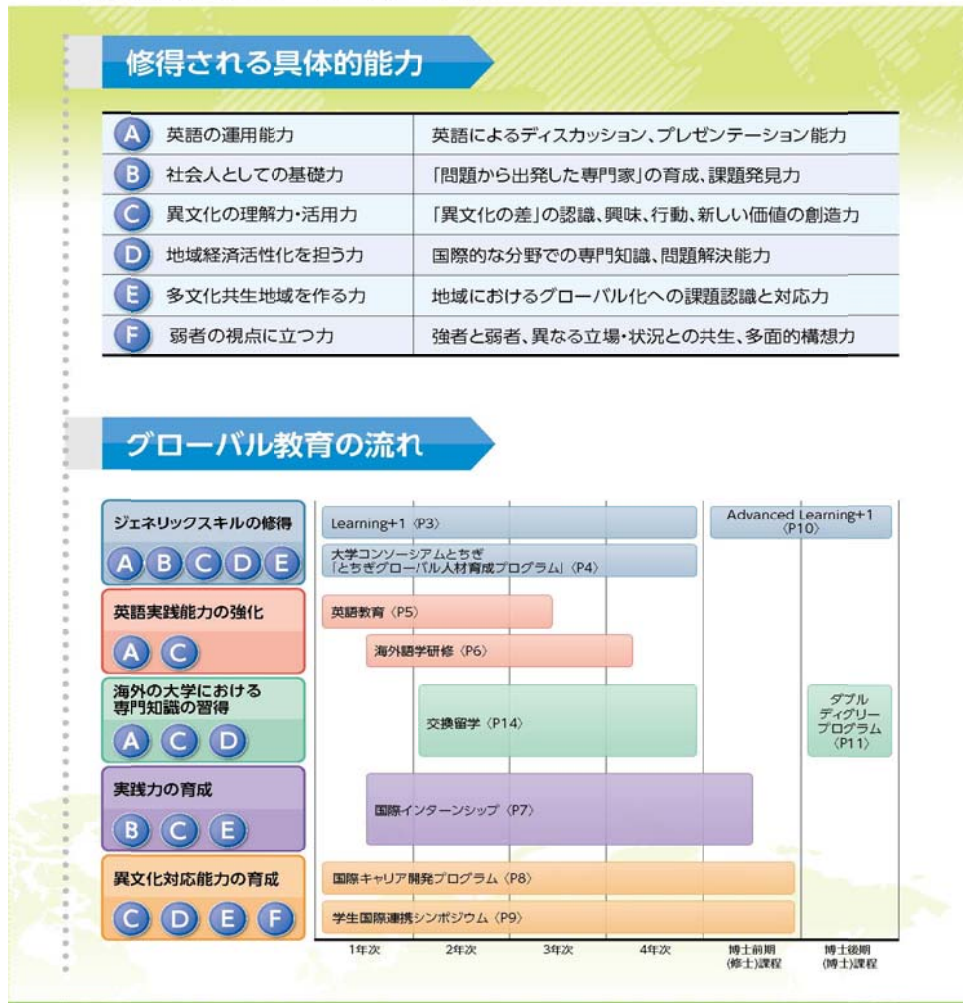 修得される具体的能力
A 英語の運用能力 英語によるディスカッション、プレゼンテーション能力
B 社会人としての基礎力 「問題から出発した専門家」の育成、課題発見力
C 異文化の理解力・活用力 「異文化の差」の認識、興味、行動、新しい価値の創造力
D 地域経済活性化を担う力 国際的な分野での専門知識、問題解決能力
E 多文化共生地域を作る力 地域におけるグローバル化への課題認識と対応力
F 弱者の視点に立つ力 強者と弱者、異なる立場・状況との共生、多面的構想力
グローバル教育の流れ
ジェネリックスキルの修得
A B C D E
Learning+1〈P3〉
Advanced Learning+1
〈P10〉
大学コンソーシアムとちぎ
「とちぎグローバル人材育成プログラム」〈P4〉
英語実践能力の強化
A C
英語教育〈P5〉
海外語学研修〈P6〉
海外の大学における
専門知識の習得
A C D
交換留学〈P14〉
ダブル
ディグリー
プログラム
〈P11〉
実践力の育成
B C E
国際インターンシップ〈P7〉
異文化対応能力の育成
C D E F
国際キャリア開発プログラム〈P8〉
学生国際連携シンポジウム〈P9〉
1年次 2年次 3年次 4年次 博士前期 博士後期
(修士)課程 (博士)課程